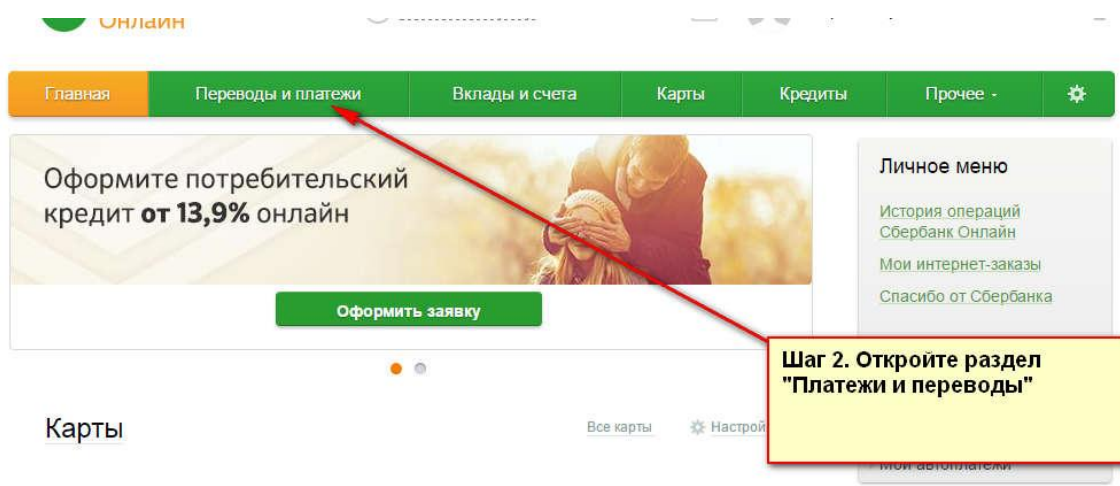 Онлайн
Главная
Переводы и платежи
Вклады и счета
Карты
Кредиты
Прочее
Оформите потребительский
кредит от 13,9% онлайн
Оформить заявку
Личное меню
История операций
Сбербанк Онлайн
Мои интернет-заказы
Спасибо от Сбербанка
Шаг 2. Откройте раздел
"Платежи и переводы"
Карты
Все карты
Настрой
Мои автоплатежи